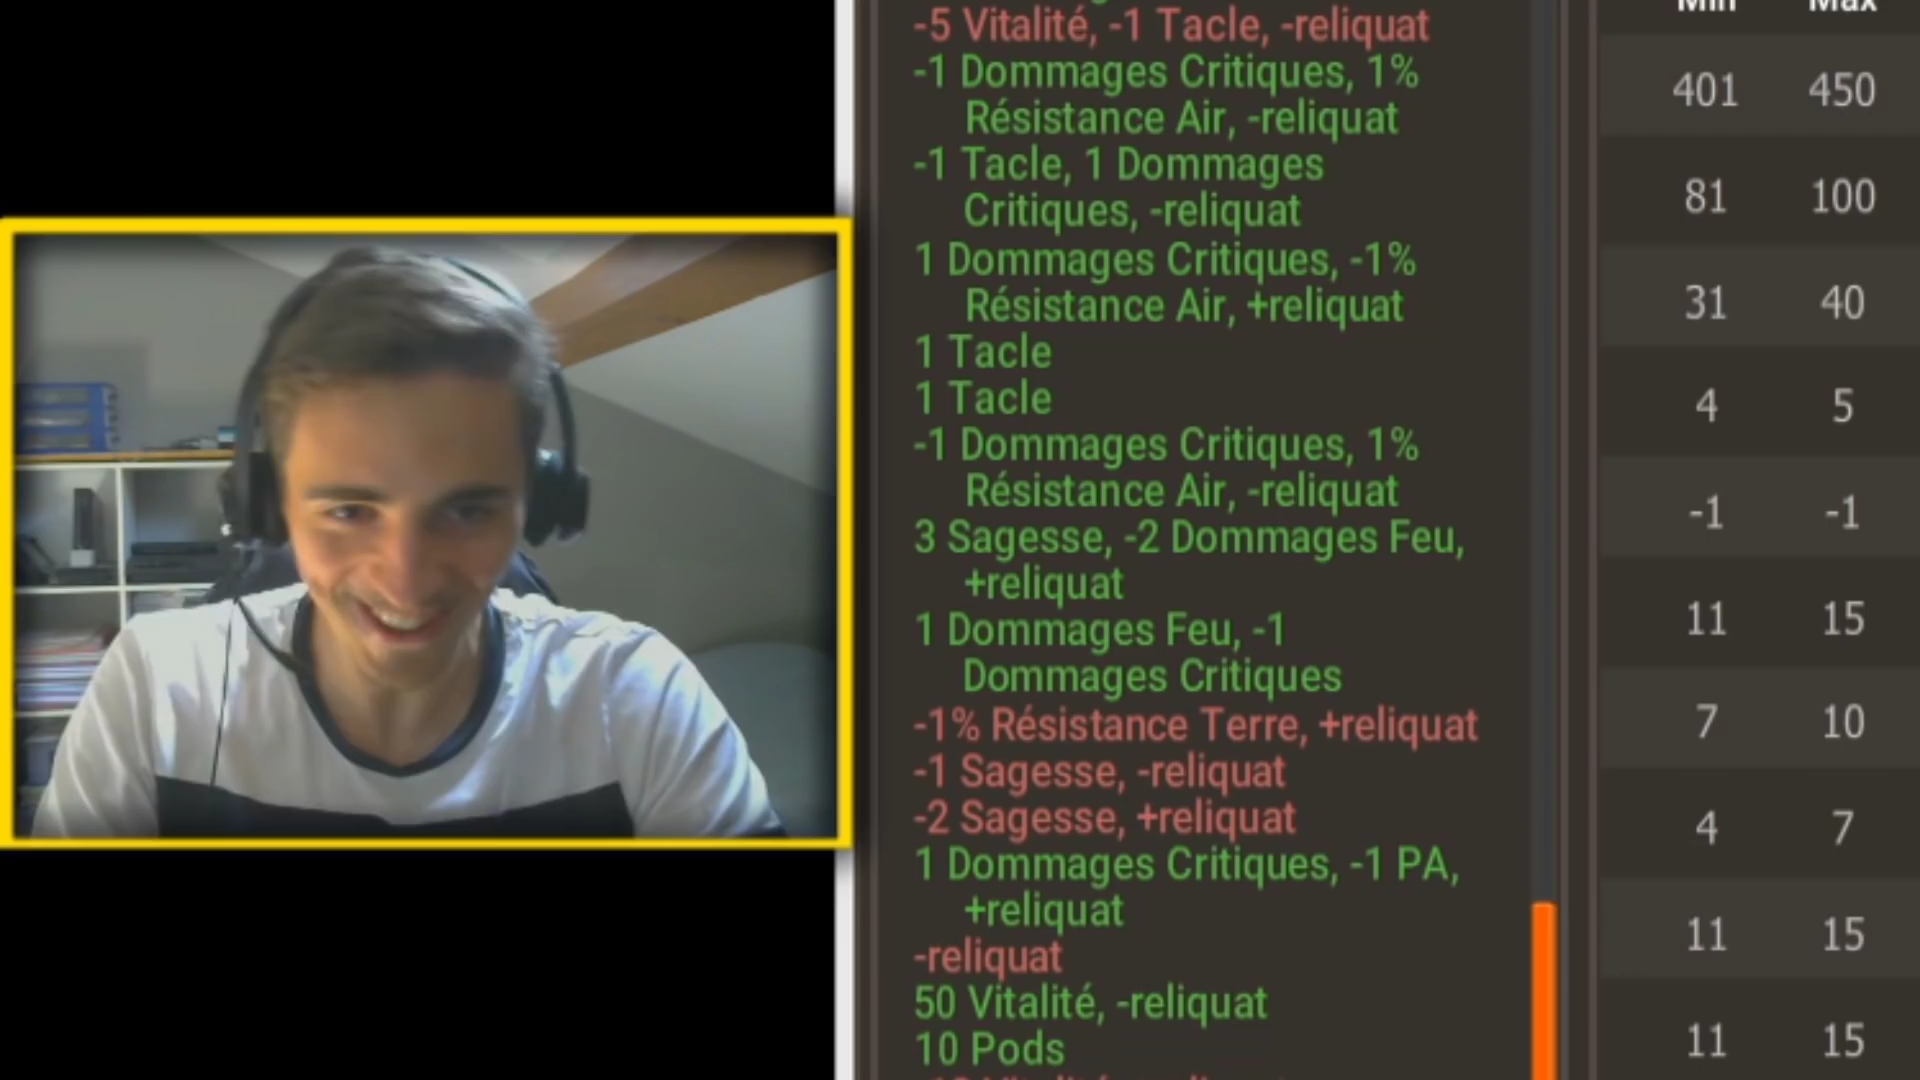 -5 Vitalité, -1 Tacle, -reliquat
-1 Dommages Critiques, 1%
Résistance Air, -reliquat
-1 Tacle, 1 Dommages
Critiques, -reliquat
1 Dommages Critiques, -1%
Résistance Air, +reliquat
1 Tacle
1 Tacle
-1 Dommages Critiques, 1%
Résistance Air, -reliquat
3 Sagesse, -2 Dommages Feu,
+reliquat
1 Dommages Feu, -1
Dommages Critiques
-1% Résistance Terre, +reliquat
-1 Sagesse, -reliquat
-2 Sagesse, +reliquat
1 Dommages Critiques, -1 PA,
+reliquat
-reliquat
50 Vitalité, -reliquat
10 Pods
Min Max
401 450
81 100
31 40
4 5
-1 -1
11 15
7 10
4 7
11 15
11 15